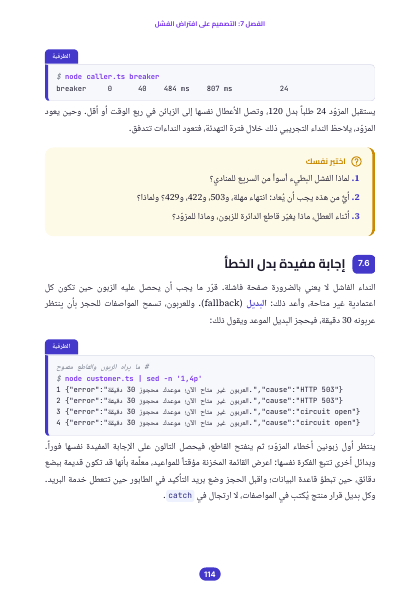 الفصل 7: التصميم على افتراض الفشل
الطرفية
$ node caller.ts breaker
breaker 0 40 484 ms 807 ms 24
يستقبل المزوّد 24 طلباً بدل 120، وتصل الأعطال نفسها إلى الزبائن في ربع الوقت أو أقل. وحين يعود
المزوّد، يلاحظ النداء التجريبي ذلك خلال فترة التهدئة، فتعود النداءات تتدفق.
اختبر نفسك
1. لماذا الفشل البطيء أسوأ من السريع للمنادي؟
2. أيٌّ من هذه يجب أن يُعاد: انتهاء مهلة، و503، و422، و429؟ ولماذا؟
3. أثناء العطل، ماذا يغيّر قاطع الدائرة للزبون، وماذا للمزوّد؟
7.6 إجابة مفيدة بدل الخطأ
النداء الفاشل لا يعني بالضرورة صفحة فاشلة. قرّر ما يجب أن يحصل عليه الزبون حين تكون كل
اعتمادية غير متاحة، وأعد ذلك: البديل (fallback). وللعربون، تسمح المواصفات للحجز بأن ينتظر
عربونه 30 دقيقة، فيحجز البديل الموعد ويقول ذلك:
الطرفية
# ما يراه الزبون والقاطع مفتوح
$ node customer.ts | sed -n '1,4p'
1 {"error":"العربون غير متاح الآن؛ موعدك محجوز 30 دقيقة.","cause":"HTTP 503"}
2 {"error":"العربون غير متاح الآن؛ موعدك محجوز 30 دقيقة.","cause":"HTTP 503"}
3 {"error":"العربون غير متاح الآن؛ موعدك محجوز 30 دقيقة.","cause":"circuit open"}
4 {"error":"العربون غير متاح الآن؛ موعدك محجوز 30 دقيقة.","cause":"circuit open"}
ينتظر أول زبونين أخطاء المزوّد؛ ثم ينفتح القاطع، فيحصل التالون على الإجابة المفيدة نفسها فوراً.
وبدائل أخرى تتبع الفكرة نفسها: اعرض القائمة المخزنة مؤقتاً للمواعيد، معلّمة بأنها قد تكون قديمة ببضع
دقائق، حين تبطؤ قاعدة البيانات؛ واقبل الحجز وضع بريد التأكيد في الطابور حين تتعطل خدمة البريد.
وكل بديل قرار منتج يُكتب في المواصفات، لا ارتجال في catch.
114